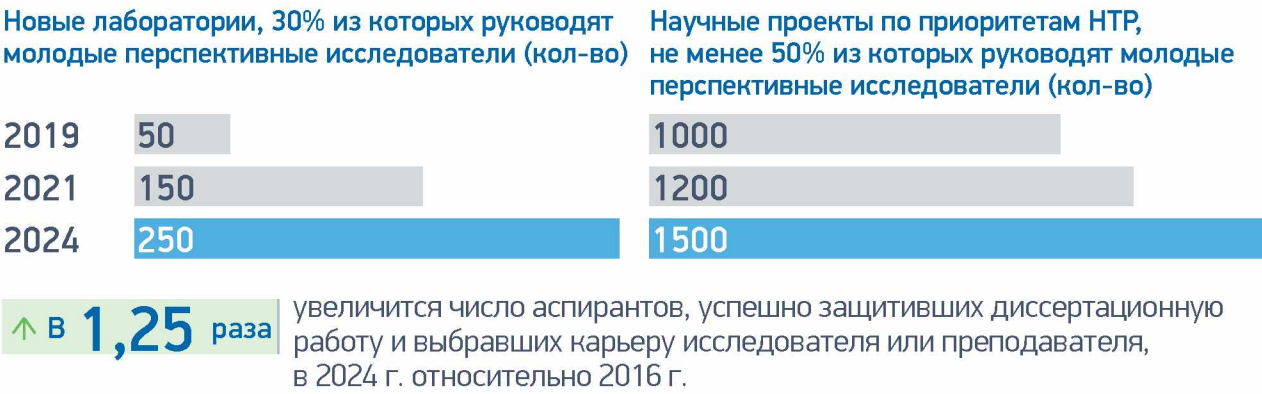 Новые лаборатории, 30% из которых руководят
молодые перспективные исследователи (кол-во)
2019 50
2021 150
2024 250
Научные проекты по приоритетам НТР,
не менее 50% из которых руководят молодые
перспективные исследователи (кол-во)
1000
1200
1500
↑ В 1,25 раза
увеличится число аспирантов, успешно защитивших диссертационную
работу и выбравших карьеру исследователя или преподавателя,
в 2024 г. относительно 2016 г.